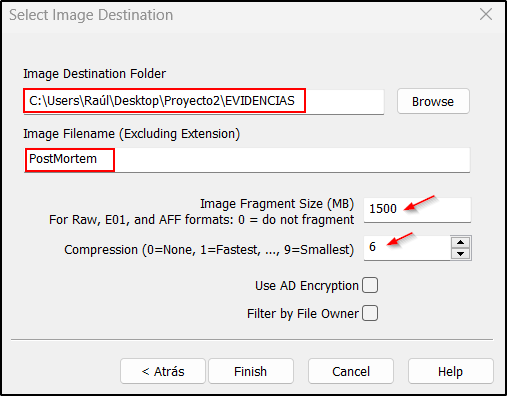 Select Image Destination
Image Destination Folder
C:\Users\Raúl\Desktop\Proyecto2\EVIDENCIAS
Browse
Image Filename (Excluding Extension)
PostMortem
Image Fragment Size (MB)
1500
For Raw, E01, and AFF formats: 0 = do not fragment
Compression (0=None, 1=Fastest, ..., 9=Smallest)
6
Use AD Encryption
Filter by File Owner
< Atrás
Finish
Cancel
Help